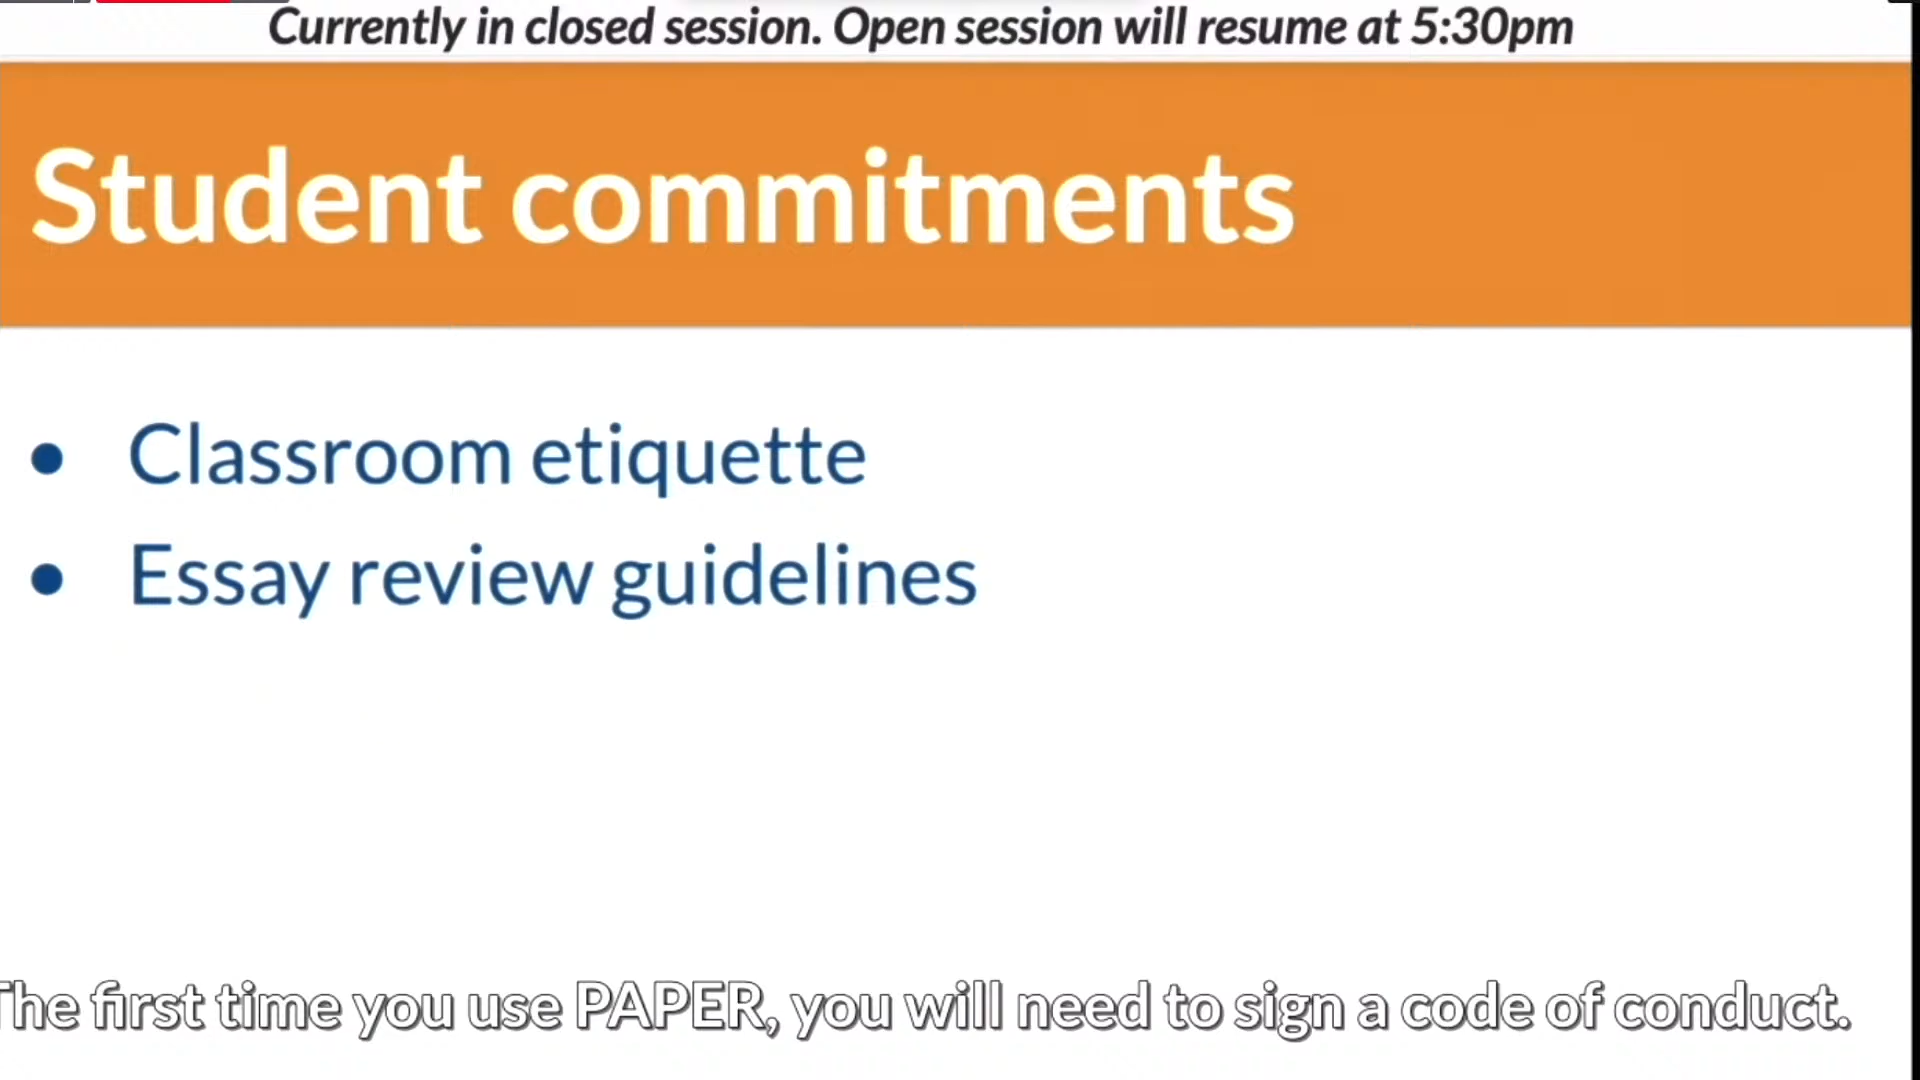 Currently in closed session. Open session will resume at 5:30pm
Student commitments
• Classroom etiquette
• Essay review guidelines
The first time you use PAPER, you will need to sign a code of conduct.